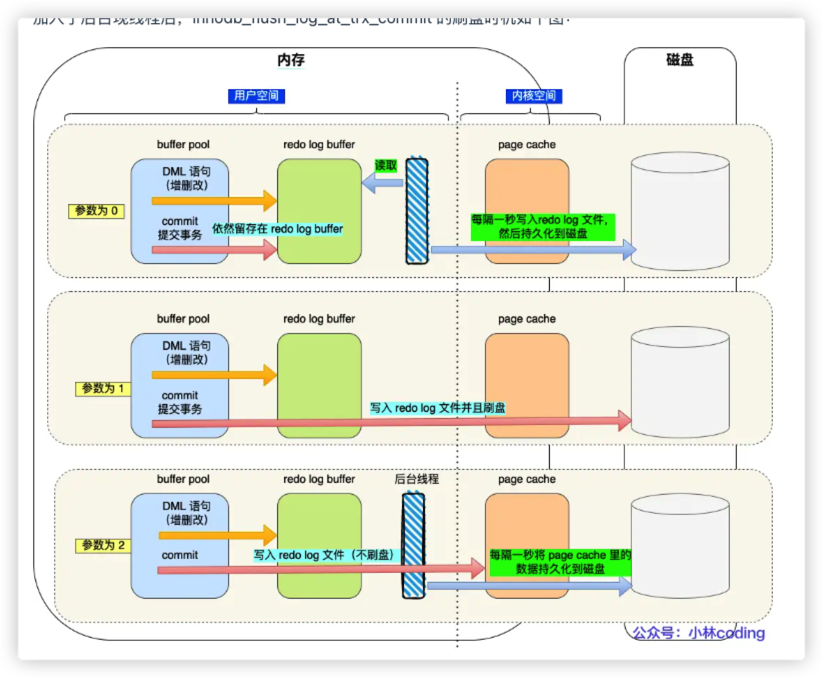 加入了后台线程后，innodb_flush_log_at_trx_commit 的刷盘时机如下图：
内存
磁盘
用户空间
内核空间
buffer pool
redo log buffer
page cache
DML 语句
（增删改）
读取
参数为 0
commit
提交事务
依然留存在 redo log buffer
每隔一秒写入redo log 文件，
然后持久化到磁盘
buffer pool
redo log buffer
page cache
DML 语句
（增删改）
参数为 1
commit
提交事务
写入 redo log 文件并且刷盘
buffer pool
redo log buffer
后台线程
page cache
DML 语句
（增删改）
参数为 2
commit
写入 redo log 文件（不刷盘）
每隔一秒将 page cache 里的
数据持久化到磁盘
公众号：小林coding